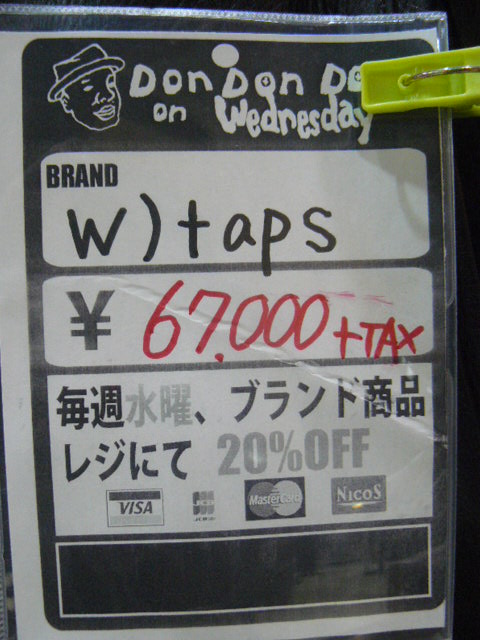 DON DON DO
on Wednesday
BRAND
W)taps
¥ 67,000 +TAX
毎週水曜、ブランド商品
レジにて 20%OFF
VISA JCB MasterCard NICOS